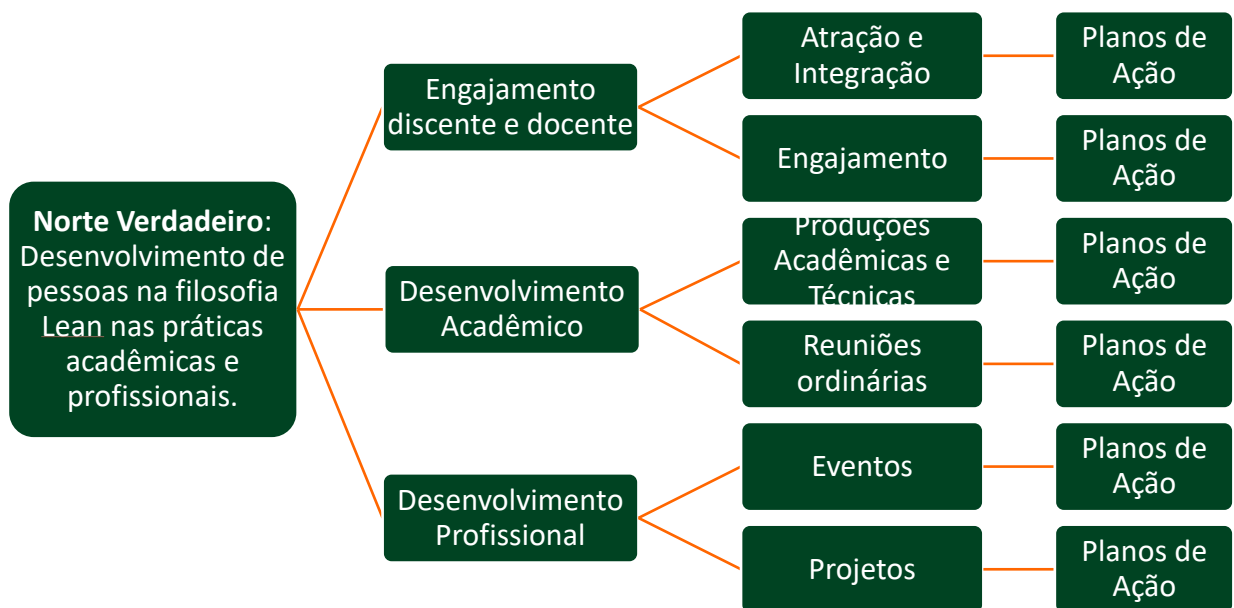 Norte Verdadeiro:
Desenvolvimento de
pessoas na filosofia
Lean nas práticas
acadêmicas e
profissionais.
Engajamento
discente e docente
Atração e
Integração
Planos de
Ação
Engajamento
Planos de
Ação
Desenvolvimento
Acadêmico
Produções
Acadêmicas e
Técnicas
Planos de
Ação
Reuniões
ordinárias
Planos de
Ação
Desenvolvimento
Profissional
Eventos
Planos de
Ação
Projetos
Planos de
Ação